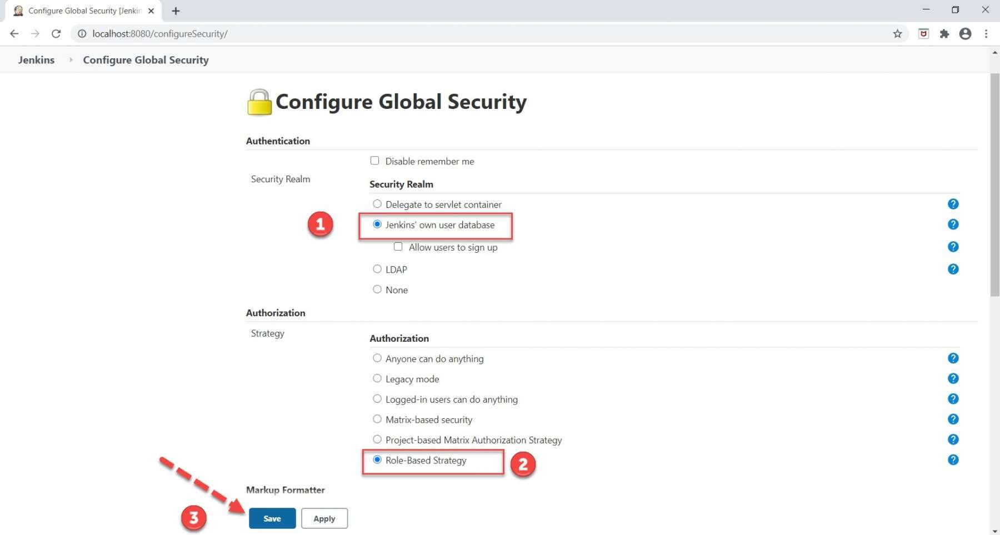 Configure Global Security [Jenkin
localhost:8080/configureSecurity/
Jenkins Configure Global Security
Configure Global Security
Authentication
Disable remember me
Security Realm
Security Realm
Delegate to servlet container
?
1
Jenkins' own user database
?
Allow users to sign up
?
LDAP
?
None
Authorization
Strategy
Authorization
Anyone can do anything
?
Legacy mode
?
Logged-in users can do anything
?
Matrix-based security
?
Project-based Matrix Authorization Strategy
?
Role-Based Strategy
2
?
Markup Formatter
3
Save
Apply